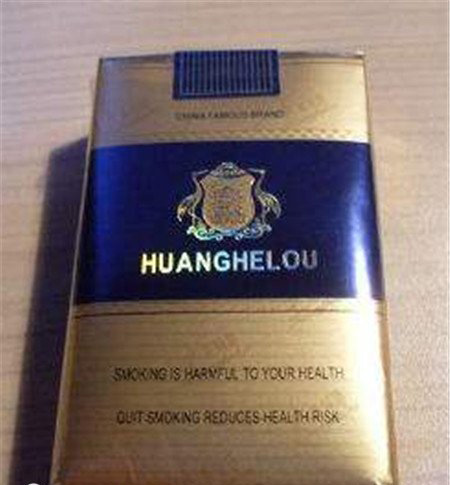 CHINA FAMOUS BRAND
HUANGHELOU
SMOKING IS HARMFUL TO YOUR HEALTH
QUIT SMOKING REDUCES HEALTH RISK